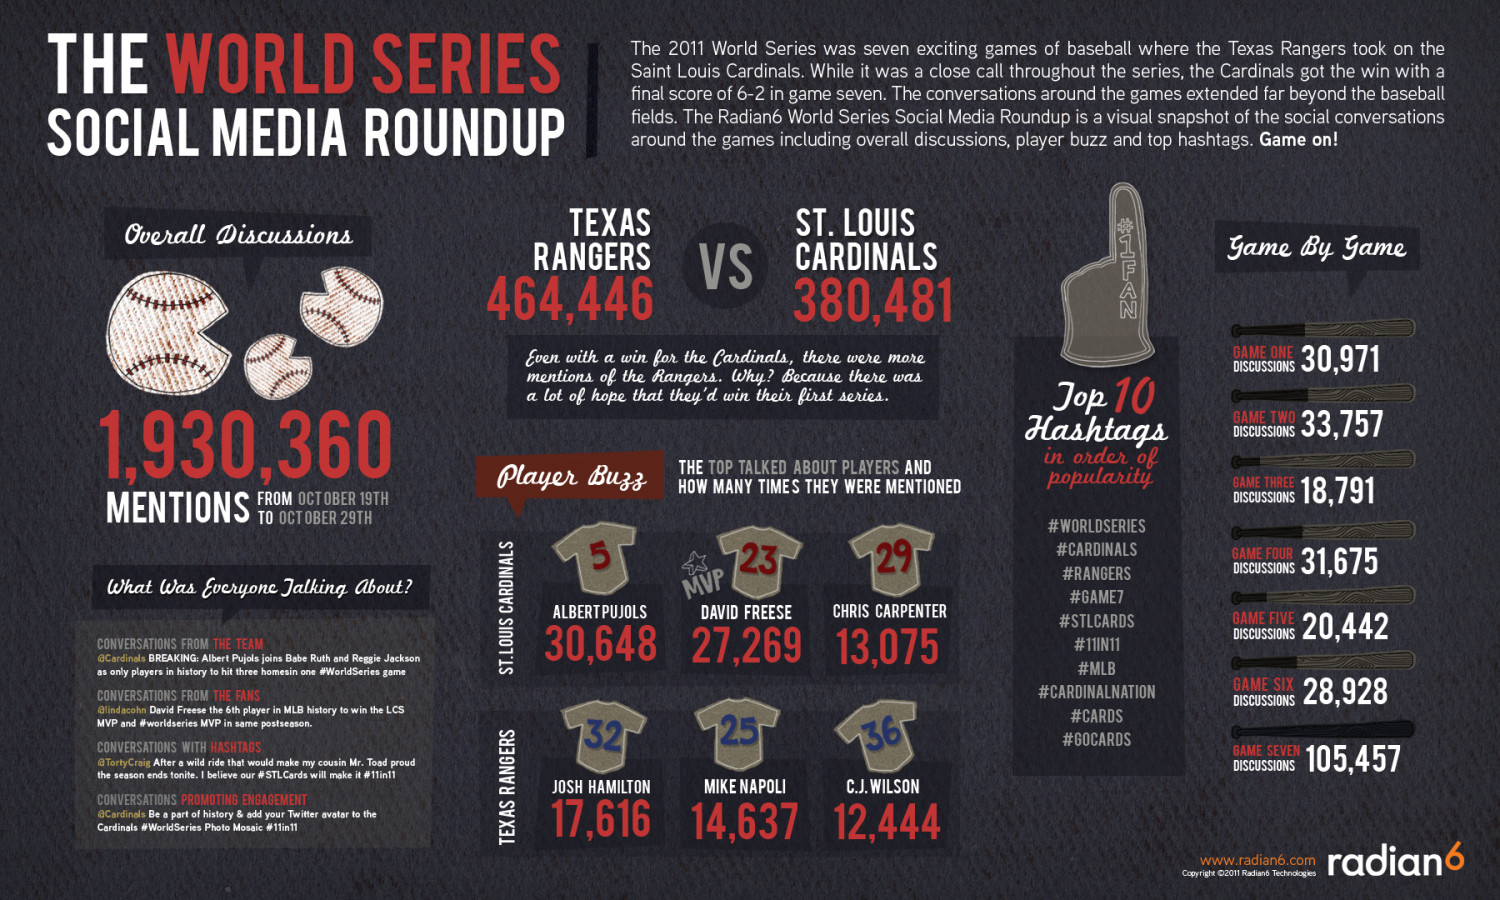 THE WORLD SERIES
SOCIAL MEDIA ROUNDUP
The 2011 World Series was seven exciting games of baseball where the Texas Rangers took on the
Saint Louis Cardinals. While it was a close call throughout the series, the Cardinals got the win with a
final score of 6-2 in game seven. The conversations around the games extended far beyond the baseball
fields. The Radian6 World Series Social Media Roundup is a visual snapshot of the social conversations
around the games including overall discussions, player buzz and top hashtags. Game on!
Overall Discussions
1,930,360
MENTIONS
FROM OCTOBER 19TH
TO OCTOBER 29TH
What Was Everyone Talking About?
CONVERSATIONS FROM THE TEAM
@Cardinals BREAKING: Albert Pujols joins Babe Ruth and Reggie Jackson
as only players in history to hit three homesin one #WorldSeries game
CONVERSATIONS FROM THE FANS
@lindacohn David Freese the 6th player in MLB history to win the LCS
MVP and #worldseries MVP in same postseason.
CONVERSATIONS WITH HASHTAGS
@TortyCraig After a wild ride that would make my cousin Mr. Toad proud
the season ends tonite. I believe our #STLCards will make it #11in11
CONVERSATIONS PROMOTING ENGAGEMENT
@Cardinals Be a part of history & add your Twitter avatar to the
Cardinals #WorldSeries Photo Mosaic #11in11
TEXAS
RANGERS
464,446
VS
ST. LOUIS
CARDINALS
380,481
Even with a win for the Cardinals, there were more
mentions of the Rangers. Why? Because there was
a lot of hope that they'd win their first series.
Player Buzz
THE TOP TALKED ABOUT PLAYERS AND
HOW MANY TIMES THEY WERE MENTIONED
ST.LOUIS CARDINALS
5
ALBERT PUJOLS
30,648
MVP
23
DAVID FREESE
27,269
29
CHRIS CARPENTER
13,075
TEXAS RANGERS
32
JOSH HAMILTON
17,616
25
MIKE NAPOLI
14,637
36
C.J. WILSON
12,444
#1 FAN
Top 10
Hashtags
in order of
popularity
#WORLDSERIES
#CARDINALS
#RANGERS
#GAME7
#STLCARDS
#11IN11
#MLB
#CARDINALNATION
#CARDS
#GOCARDS
Game By Game
GAME ONE
DISCUSSIONS
30,971
GAME TWO
DISCUSSIONS
33,757
GAME THREE
DISCUSSIONS
18,791
GAME FOUR
DISCUSSIONS
31,675
GAME FIVE
DISCUSSIONS
20,442
GAME SIX
DISCUSSIONS
28,928
GAME SEVEN
DISCUSSIONS
105,457
www.radian6.com
Copyright ©2011 Radian6 Technologies
radian6